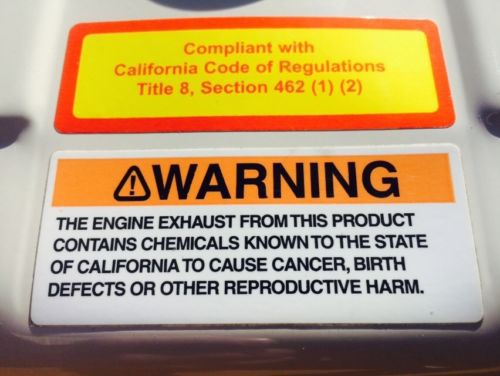 Compliant with
California Code of Regulations
Title 8, Section 462 (1) (2)
⚠WARNING
THE ENGINE EXHAUST FROM THIS PRODUCT
CONTAINS CHEMICALS KNOWN TO THE STATE
OF CALIFORNIA TO CAUSE CANCER, BIRTH
DEFECTS OR OTHER REPRODUCTIVE HARM.